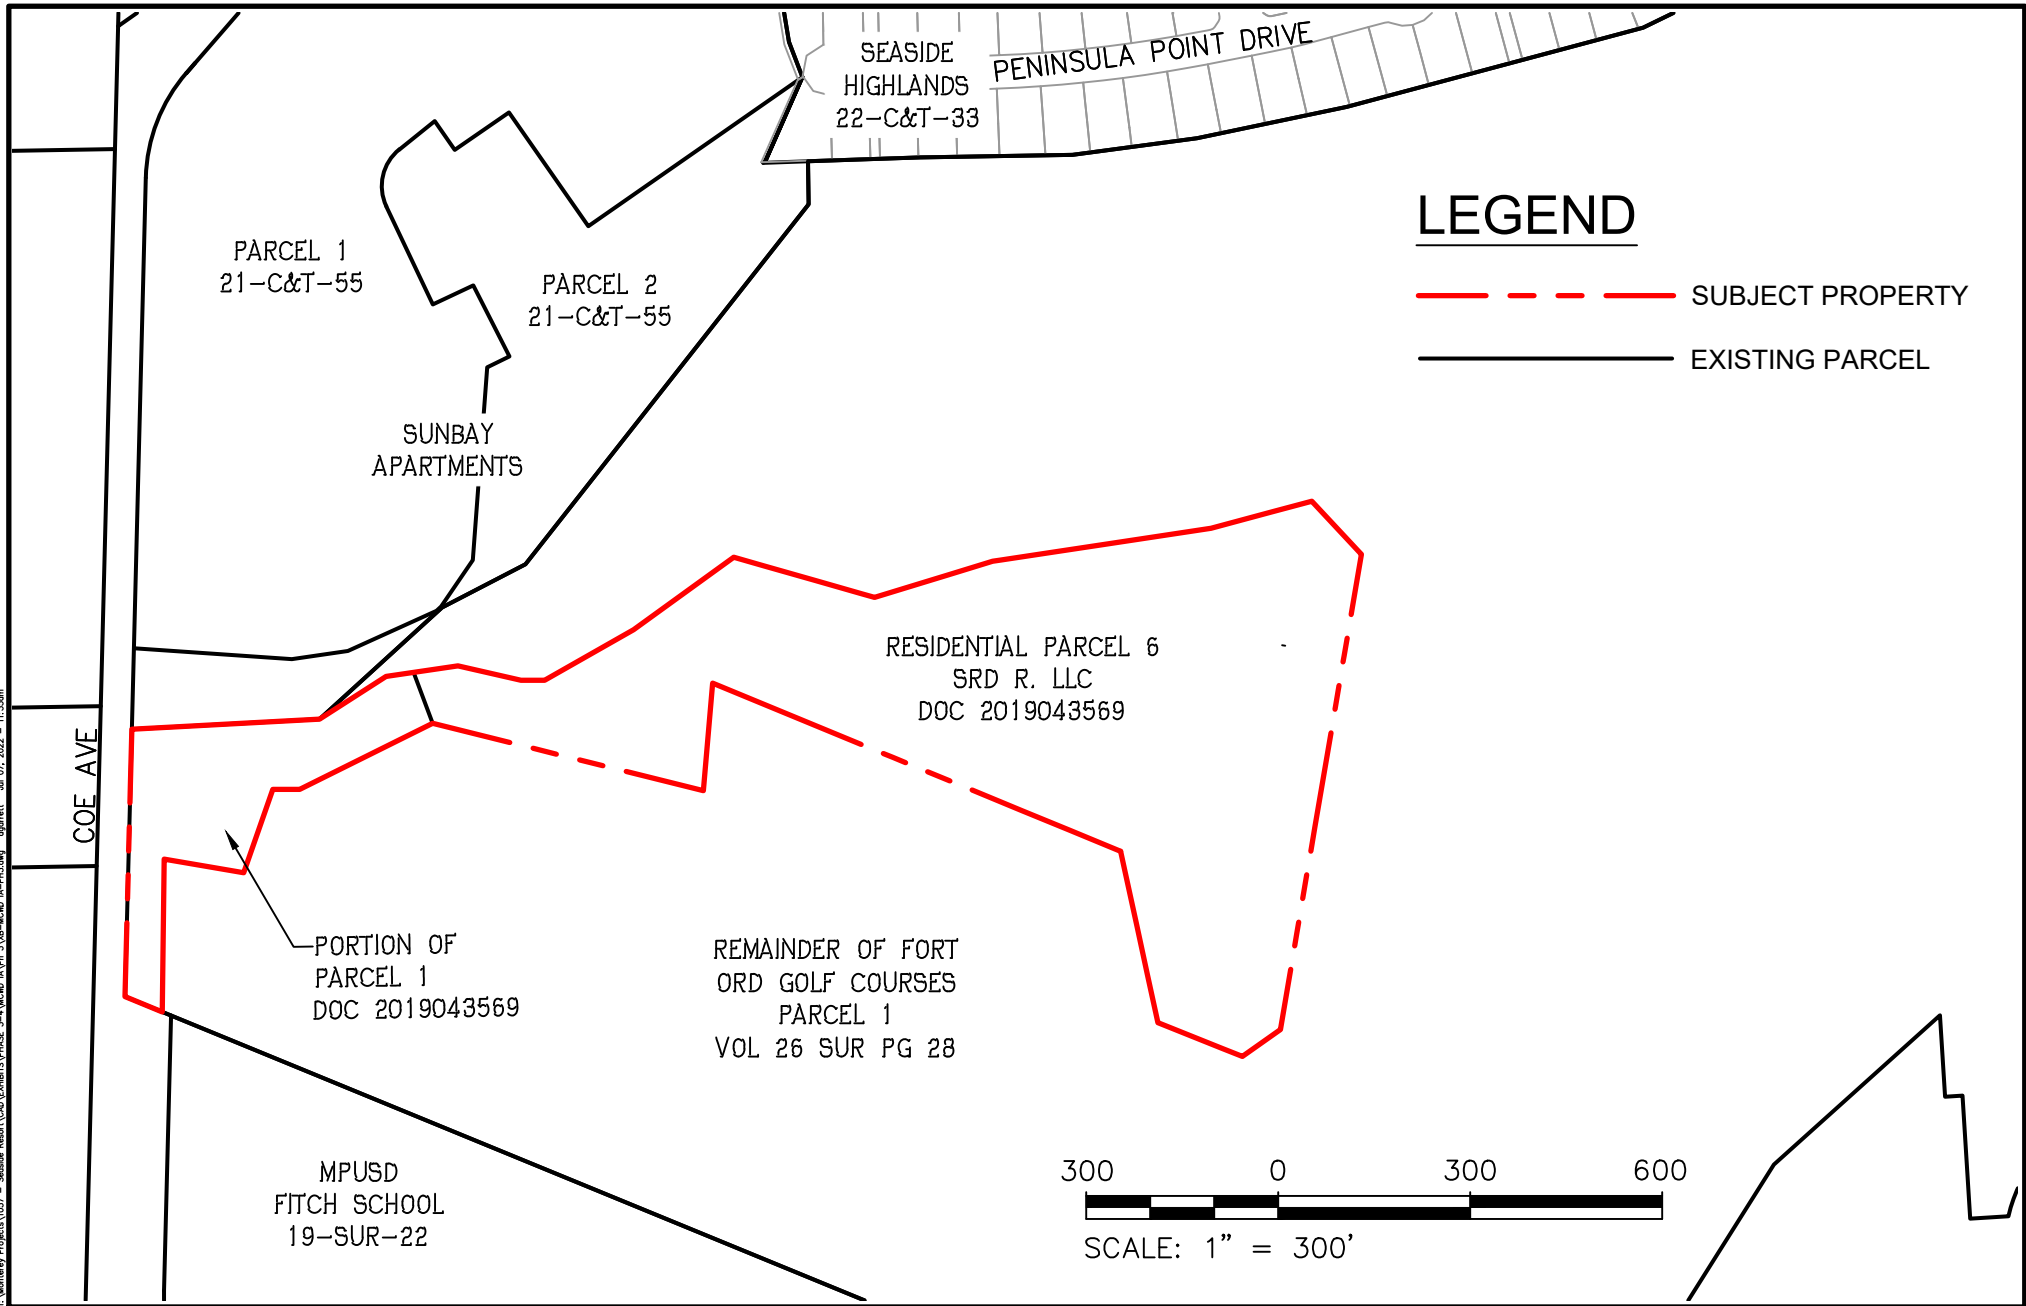 SEASIDE
HIGHLANDS
22-C&T-33
PENINSULA POINT DRIVE
LEGEND
SUBJECT PROPERTY
EXISTING PARCEL
PARCEL 1
21-C&T-55
PARCEL 2
21-C&T-55
SUNBAY
APARTMENTS
RESIDENTIAL PARCEL 6
SRD R. LLC
DOC 2019043569
COE AVE
PORTION OF
PARCEL 1
DOC 2019043569
REMAINDER OF FORT
ORD GOLF COURSES
PARCEL 1
VOL 26 SUR PG 28
MPUSD
FITCH SCHOOL
19-SUR-22
300 0 300 600
SCALE: 1" = 300'